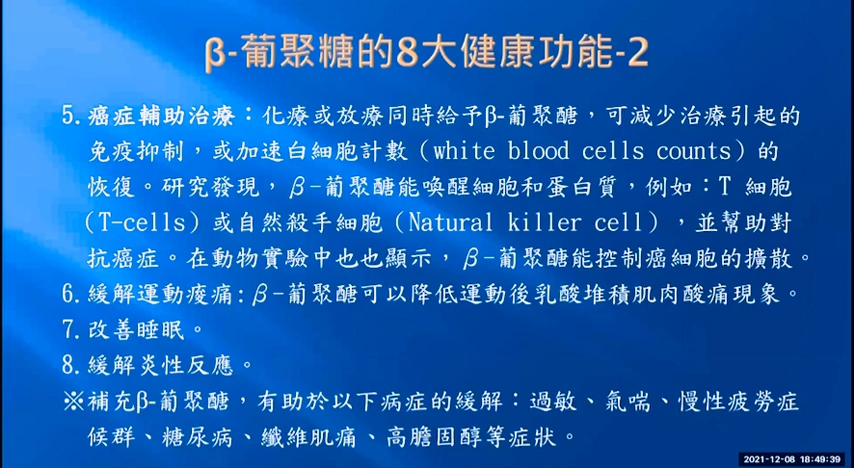 β-葡聚糖的8大健康功能-2
5. 癌症輔助治療：化療或放療同時給予β-葡聚醣，可減少治療引起的
免疫抑制，或加速白細胞計數（white blood cells counts）的
恢復。研究發現，β-葡聚醣能喚醒細胞和蛋白質，例如：T 細胞
（T-cells）或自然殺手細胞（Natural killer cell），並幫助對
抗癌症。在動物實驗中也也顯示，β-葡聚醣能控制癌細胞的擴散。
6. 緩解運動痠痛:β-葡聚醣可以降低運動後乳酸堆積肌肉酸痛現象。
7. 改善睡眠。
8. 緩解炎性反應。
※補充β-葡聚醣，有助於以下病症的緩解：過敏、氣喘、慢性疲勞症
候群、糖尿病、纖維肌痛、高膽固醇等症狀。
2021-12-08 18:49:39